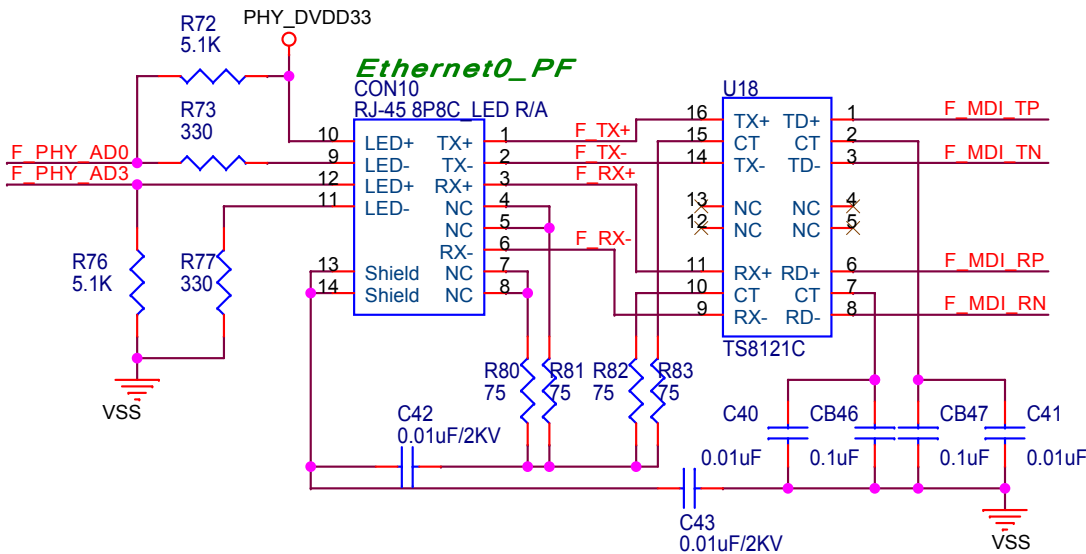 PHY_DVDD33
R72
5.1K
Ethernet0_PF
CON10
RJ-45 8P8C_LED R/A
U18
R73
330
10 LED+ TX+ 1 F_TX+ 16 TX+ TD+ 1 F_MDI_TP
15 CT CT 2
F_PHY_AD0 9 LED- TX- 2 F_TX- 14 TX- TD- 3 F_MDI_TN
F_PHY_AD3 12 LED+ RX+ 3 F_RX+
11 LED- NC 4 13 NC NC 4
NC 5 12 NC NC 5
RX- 6 F_RX-
R76
5.1K
R77
330
13 Shield NC 7 11 RX+ RD+ 6 F_MDI_RP
14 Shield NC 8 10 CT CT 7
9 RX- RD- 8 F_MDI_RN
TS8121C
R80
75
R81
75
R82
75
R83
75
VSS
C42
0.01uF/2KV
C40
0.01uF
CB46
0.1uF
CB47
0.1uF
C41
0.01uF
C43
0.01uF/2KV
VSS